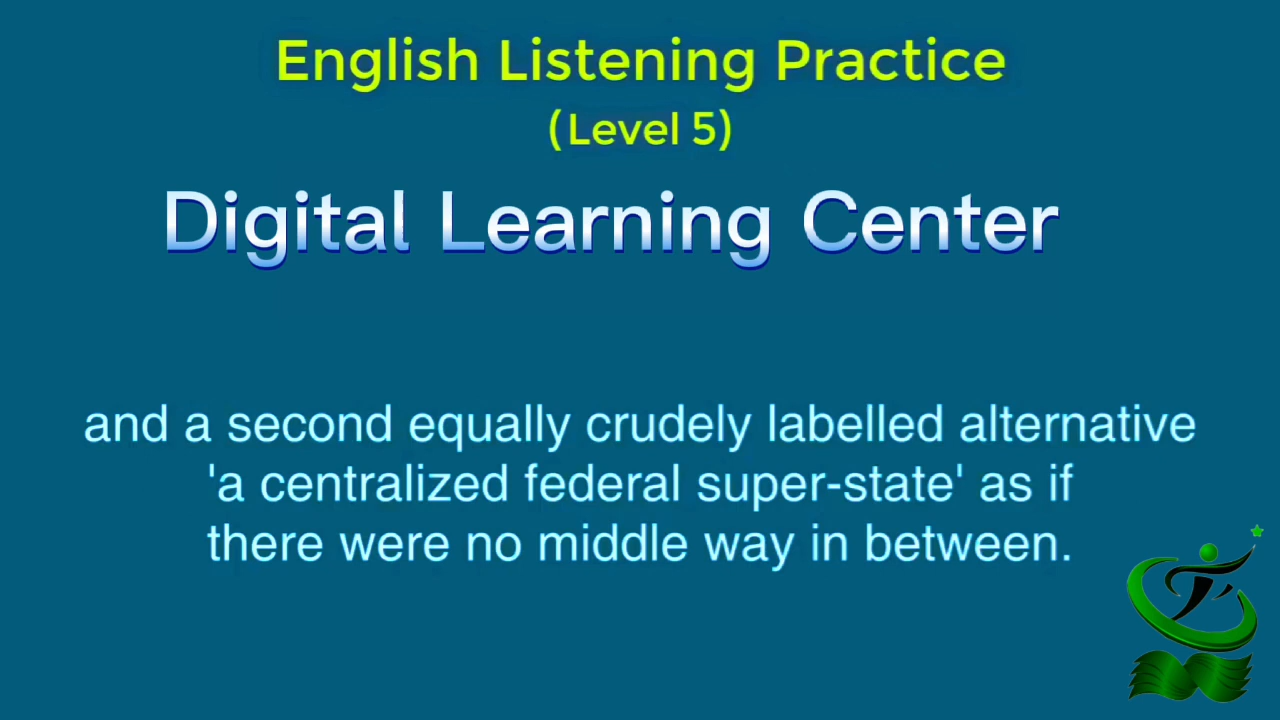 English Listening Practice
(Level 5)
Digital Learning Center
and a second equally crudely labelled alternative
'a centralized federal super-state' as if
there were no middle way in between.